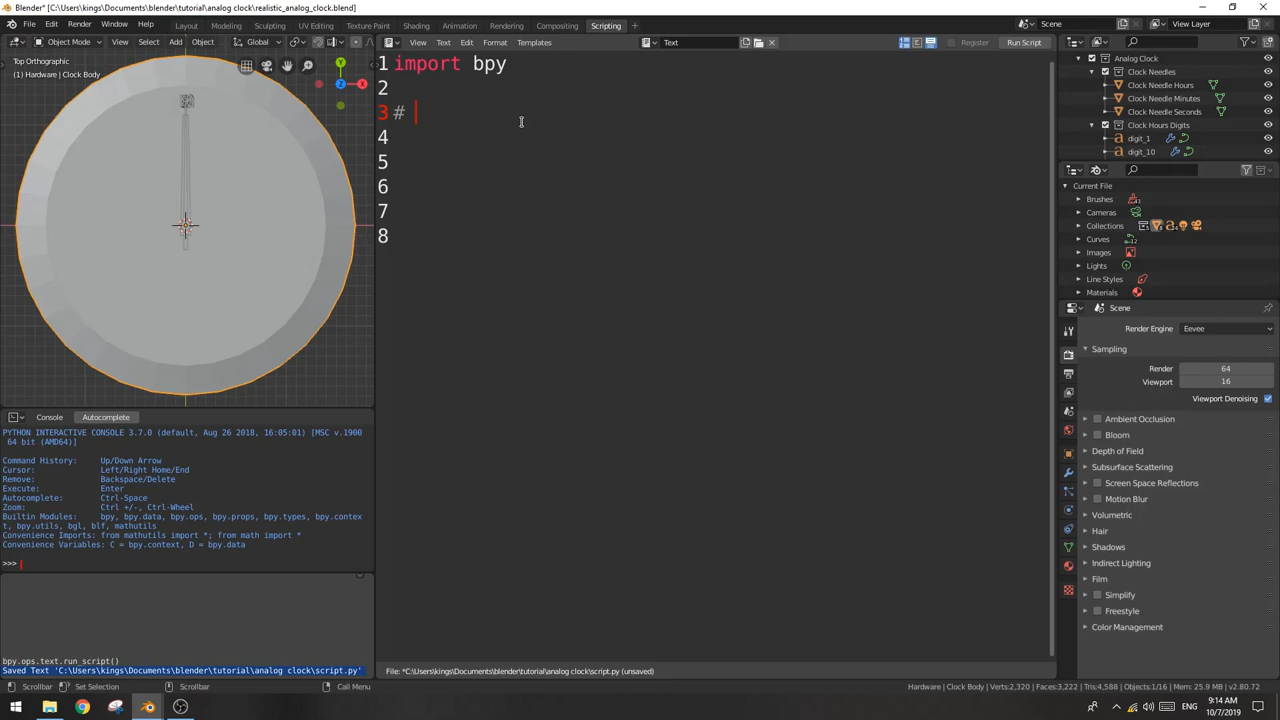 Blender* [C:\Users\kings\Documents\blender\tutorial\analog clock\realistic_analog_clock.blend]
File Edit Render Window Help Layout Modeling Sculpting UV Editing Texture Paint Shading Animation Rendering Compositing Scripting + Scene View Layer
Object Mode View Select Add Object Global View Text Edit Format Templates Text Register Run Script
Top Orthographic
(1) Hardware | Clock Body
Y
X
Z
1 import bpy
2
3 #
4
5
6
7
8
Analog Clock
Clock Needles
Clock Needle Hours
Clock Needle Minutes
Clock Needle Seconds
Clock Hours Digits
digit_1
digit_10
Current File
Brushes
Cameras
Collections
Curves
Images
Lights
Line Styles
Materials
Scene
Render Engine Eevee
Sampling
Render 64
Viewport 16
Viewport Denoising
Ambient Occlusion
Bloom
Depth of Field
Subsurface Scattering
Screen Space Reflections
Motion Blur
Volumetric
Hair
Shadows
Indirect Lighting
Film
Simplify
Freestyle
Color Management
Console Autocomplete
PYTHON INTERACTIVE CONSOLE 3.7.0 (default, Aug 26 2018, 16:05:01) [MSC v.1900
64 bit (AMD64)]
Command History: Up/Down Arrow
Cursor: Left/Right Home/End
Remove: Backspace/Delete
Execute: Enter
Autocomplete: Ctrl-Space
Zoom: Ctrl +/-, Ctrl-Wheel
Builtin Modules: bpy, bpy.data, bpy.ops, bpy.props, bpy.types, bpy.contex
t, bpy.utils, bgl, blf, mathutils
Convenience Imports: from mathutils import *; from math import *
Convenience Variables: C = bpy.context, D = bpy.data
>>>
bpy.ops.text.run_script()
Saved Text 'C:\Users\kings\Documents\blender\tutorial\analog clock\script.py'
File: *C:\Users\kings\Documents\blender\tutorial\analog clock\script.py (unsaved)
Scrollbar Set Selection Scrollbar Call Menu
Hardware | Clock Body | Verts:2,320 | Faces:3,222 | Tris:4,588 | Objects:1/16 | Mem: 25.9 MB | v2.80.72
ENG 9:14 AM
10/7/2019